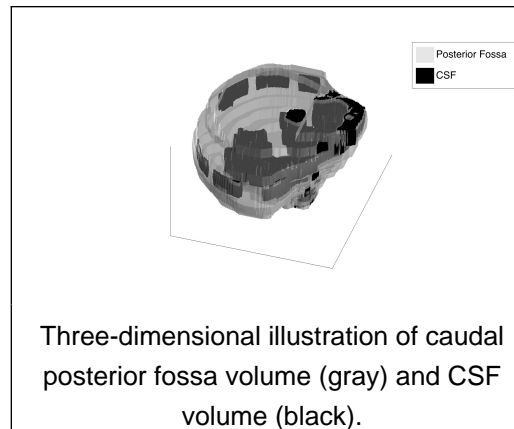 Posterior Fossa
CSF
Three-dimensional illustration of caudal
posterior fossa volume (gray) and CSF
volume (black).